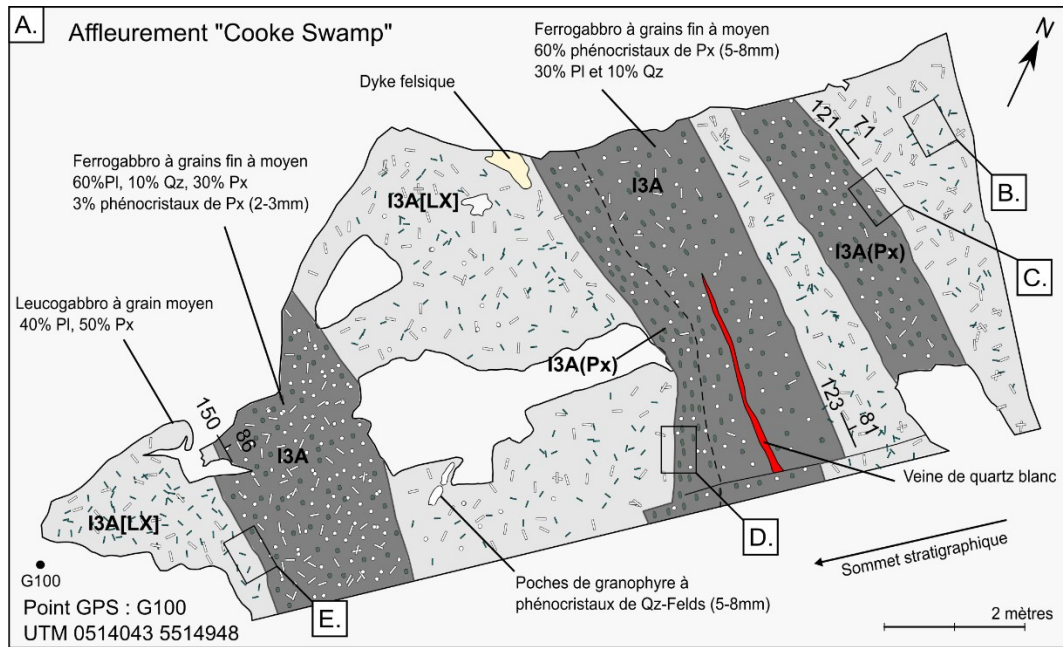 A.
Affleurement "Cooke Swamp"
Ferrogabbro à grains fin à moyen
60% phénocristaux de Px (5-8mm)
30% Pl et 10% Qz
N
Dyke felsique
Ferrogabbro à grains fin à moyen
60%Pl, 10% Qz, 30% Px
3% phénocristaux de Px (2-3mm)
I3A[LX]
I3A
121
71
B.
I3A(Px)
C.
Leucogabbro à grain moyen
40% Pl, 50% Px
I3A(Px)
150
86
I3A
123
81
Veine de quartz blanc
I3A[LX]
D.
Sommet stratigraphique
G100
Point GPS : G100
UTM 0514043 5514948
E.
Poches de granophyre à
phénocristaux de Qz-Felds (5-8mm)
2 mètres